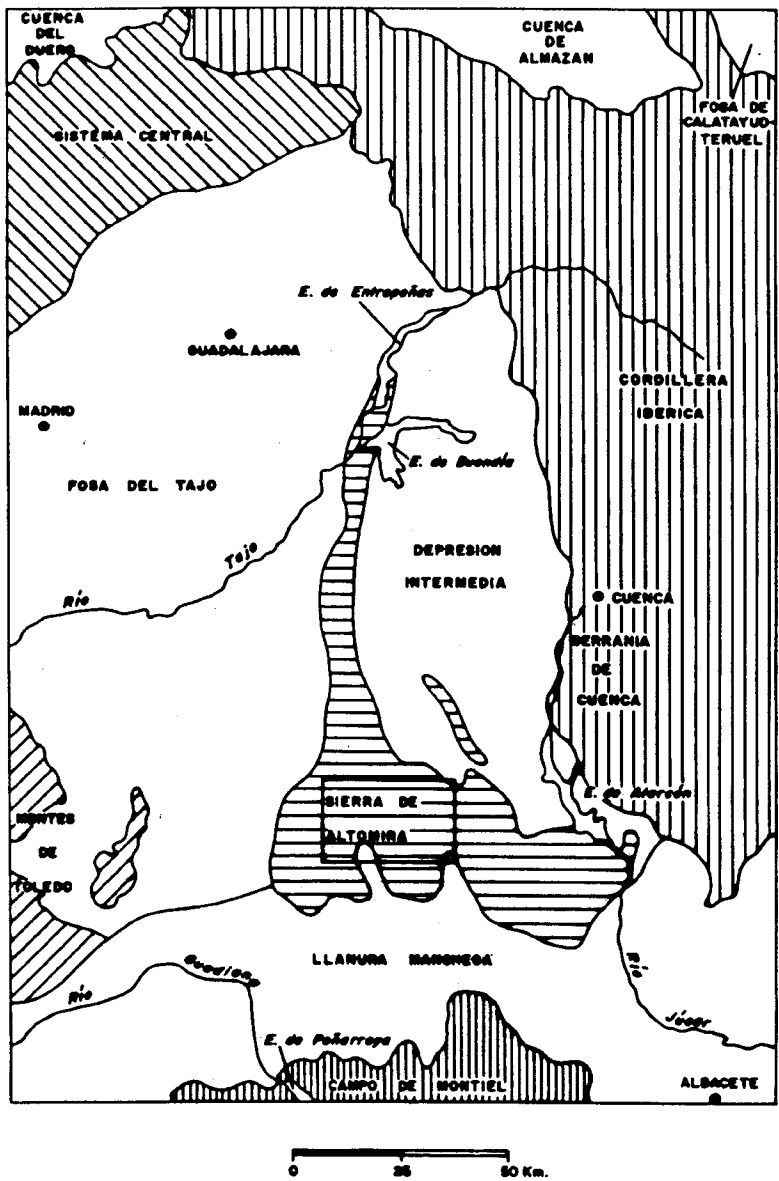 CUENCA
DEL
DUERO
CUENCA
DE
ALMAZAN
FOSA DE
CALATAYUD-
TERUEL
SISTEMA CENTRAL
E. de Entrepeñas
GUADALAJARA
CORDILLERA
IBERICA
MADRID
E. de Buendía
FOSA DEL TAJO
DEPRESION
INTERMEDIA
Río Tajo
CUENCA
SERRANIA
DE
CUENCA
E. de Alarcón
SIERRA DE
ALTOMIRA
MONTES
DE
TOLEDO
LLANURA MANCHEGA
Río Guadiana
Río Júcar
E. de Peñarroya
CAMPO DE MONTIEL
ALBACETE
0 25 50 Km.